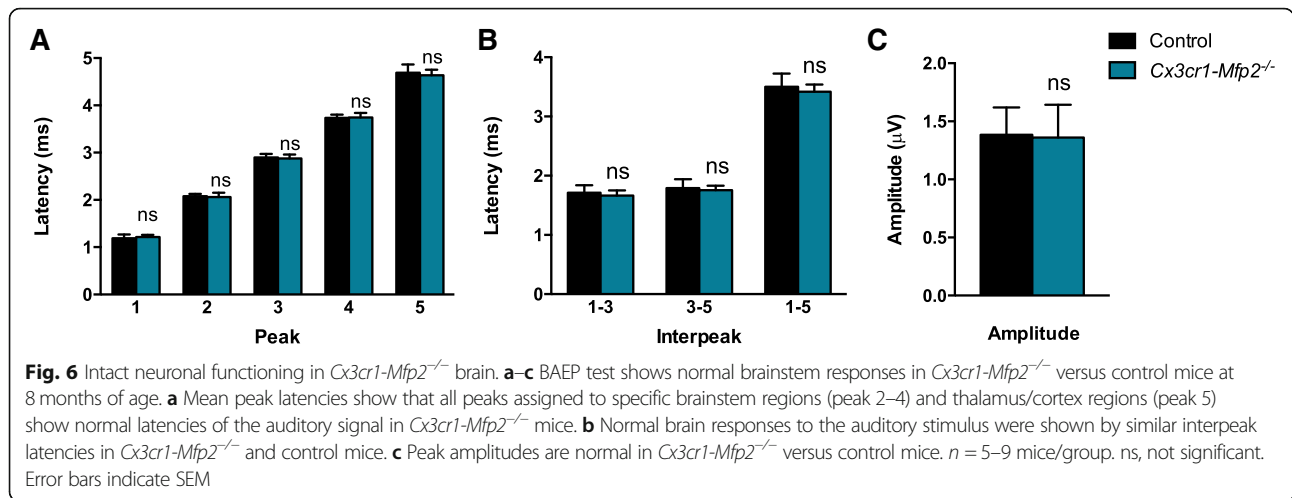 A
B
C
Control
Cx3cr1-Mfp2-/-
5
4
3
2
1
0
Latency (ms)
ns
ns
ns
ns
ns
1 2 3 4 5
Peak
4
3
2
1
0
Latency (ms)
ns
ns
ns
1-3 3-5 1-5
Interpeak
2.0
1.5
1.0
0.5
0.0
Amplitude (μV)
ns
Amplitude
Fig. 6 Intact neuronal functioning in Cx3cr1-Mfp2−/− brain. a–c BAEP test shows normal brainstem responses in Cx3cr1-Mfp2−/− versus control mice at
8 months of age. a Mean peak latencies show that all peaks assigned to specific brainstem regions (peak 2–4) and thalamus/cortex regions (peak 5)
show normal latencies of the auditory signal in Cx3cr1-Mfp2−/− mice. b Normal brain responses to the auditory stimulus were shown by similar interpeak
latencies in Cx3cr1-Mfp2−/− and control mice. c Peak amplitudes are normal in Cx3cr1-Mfp2−/− versus control mice. n = 5–9 mice/group. ns, not significant.
Error bars indicate SEM